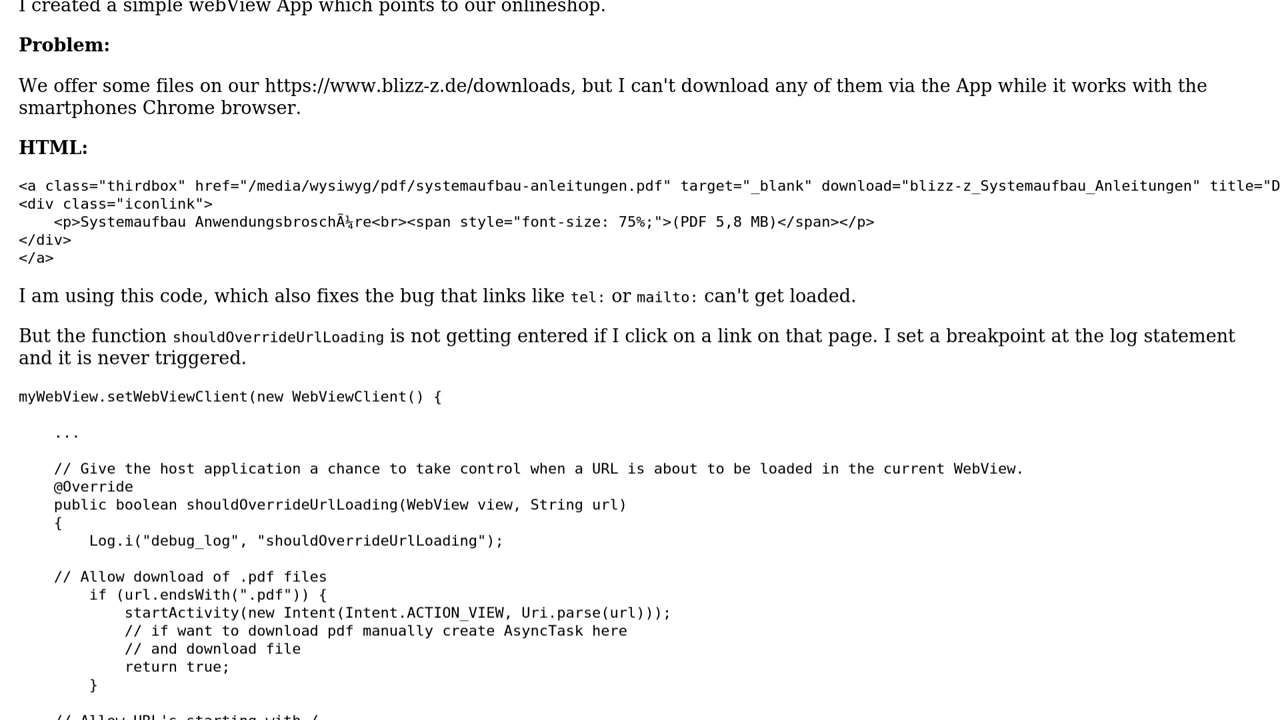 I created a simple webView App which points to our onlineshop.
Problem:
We offer some files on our https://www.blizz-z.de/downloads, but I can't download any of them via the App while it works with the
smartphones Chrome browser.
HTML:
<a class="thirdbox" href="/media/wysiwyg/pdf/systemaufbau-anleitungen.pdf" target="_blank" download="blizz-z_Systemaufbau_Anleitungen" title="D
<div class="iconlink">
    <p>Systemaufbau AnwendungsbroschÃ¼re<br><span style="font-size: 75%;">(PDF 5,8 MB)</span></p>
</div>
</a>
I am using this code, which also fixes the bug that links like tel: or mailto: can't get loaded.
But the function shouldOverrideUrlLoading is not getting entered if I click on a link on that page. I set a breakpoint at the log statement
and it is never triggered.
myWebView.setWebViewClient(new WebViewClient() {
    ...
    // Give the host application a chance to take control when a URL is about to be loaded in the current WebView.
    @Override
    public boolean shouldOverrideUrlLoading(WebView view, String url)
    {
        Log.i("debug_log", "shouldOverrideUrlLoading");
    // Allow download of .pdf files
        if (url.endsWith(".pdf")) {
            startActivity(new Intent(Intent.ACTION_VIEW, Uri.parse(url)));
            // if want to download pdf manually create AsyncTask here
            // and download file
            return true;
        }
    // Allow URL's starting with /